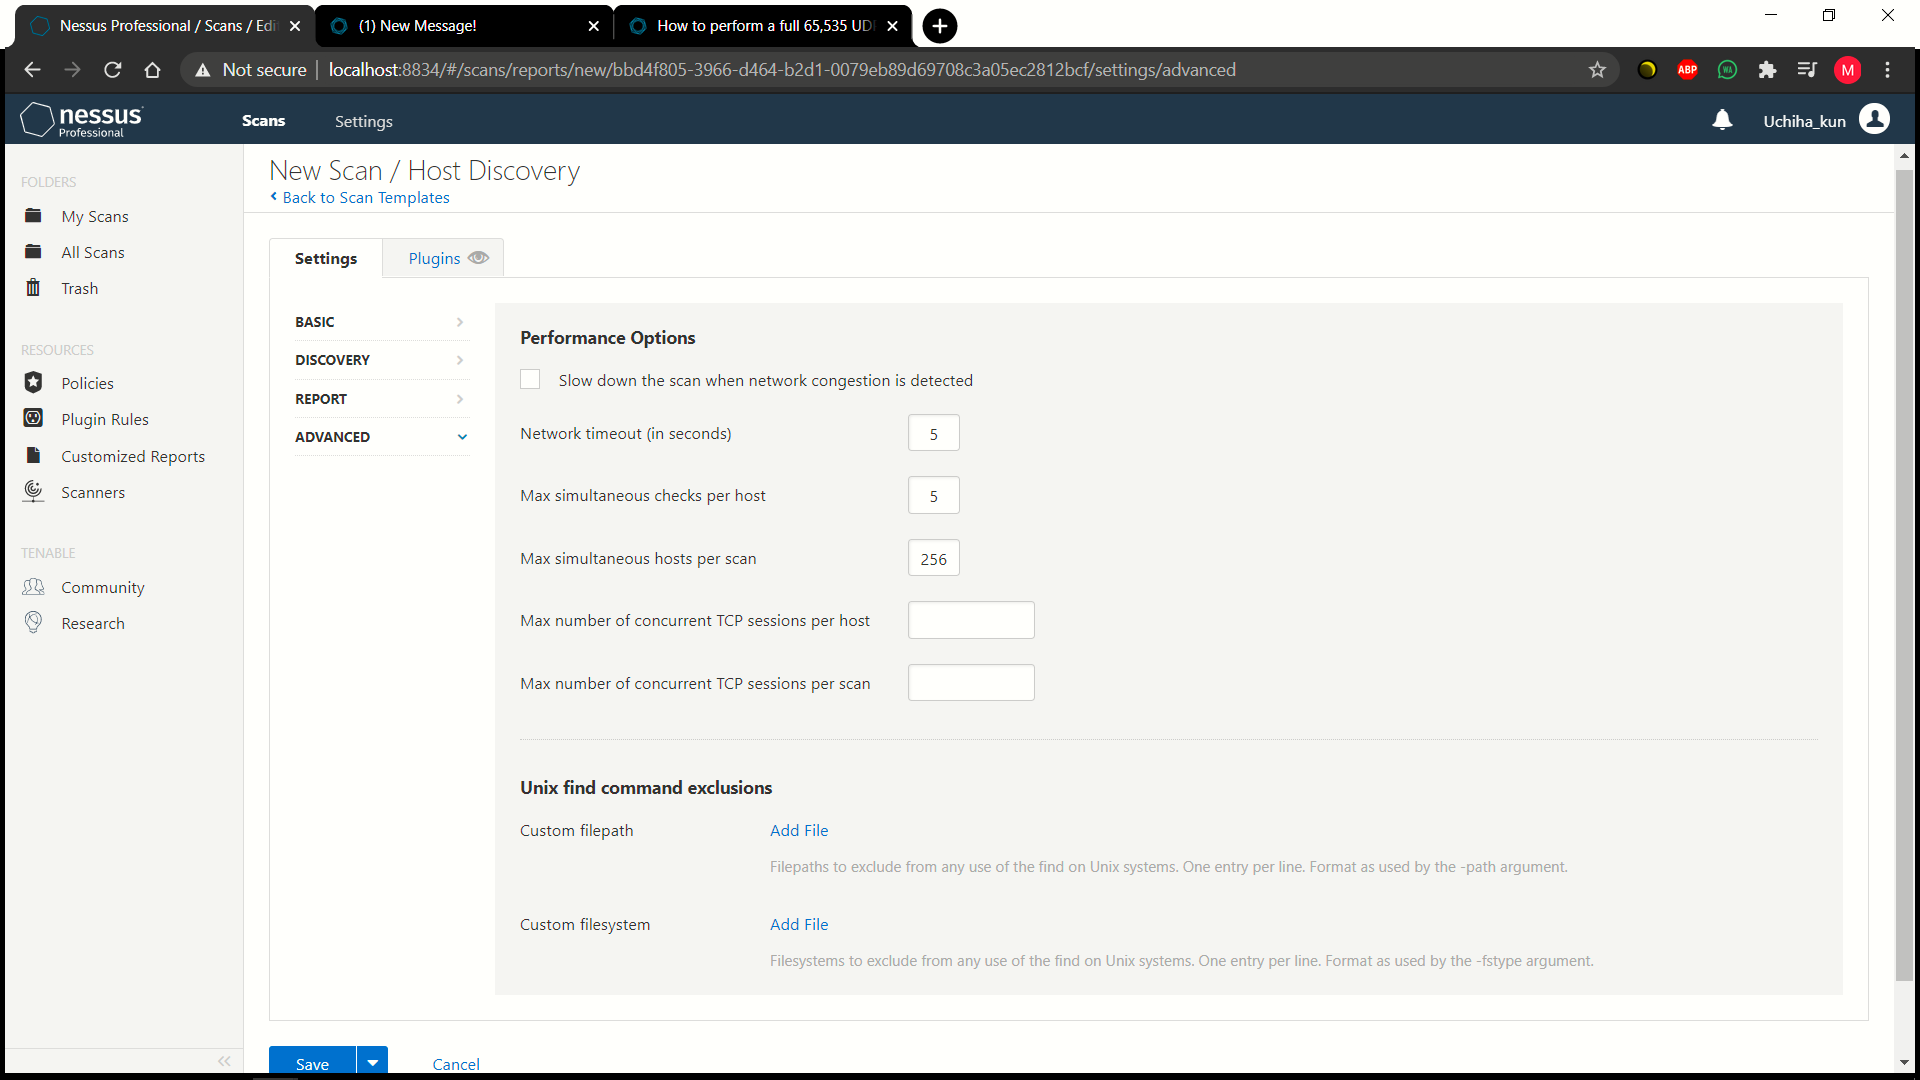 Nessus Professional / Scans / Edi
(1) New Message!
How to perform a full 65,535 UD
Not secure
localhost:8834/#/scans/reports/new/bbd4f805-3966-d464-b2d1-0079eb89d69708c3a05ec2812bcf/settings/advanced
ABP
WA
M
nessus
Professional
Scans
Settings
Uchiha_kun
FOLDERS
My Scans
All Scans
Trash
RESOURCES
Policies
Plugin Rules
Customized Reports
Scanners
TENABLE
Community
Research
New Scan / Host Discovery
Back to Scan Templates
Settings
Plugins
BASIC
DISCOVERY
REPORT
ADVANCED
Performance Options
Slow down the scan when network congestion is detected
Network timeout (in seconds) 5
Max simultaneous checks per host 5
Max simultaneous hosts per scan 256
Max number of concurrent TCP sessions per host
Max number of concurrent TCP sessions per scan
Unix find command exclusions
Custom filepath Add File
Filepaths to exclude from any use of the find on Unix systems. One entry per line. Format as used by the -path argument.
Custom filesystem Add File
Filesystems to exclude from any use of the find on Unix systems. One entry per line. Format as used by the -fstype argument.
Save
Cancel